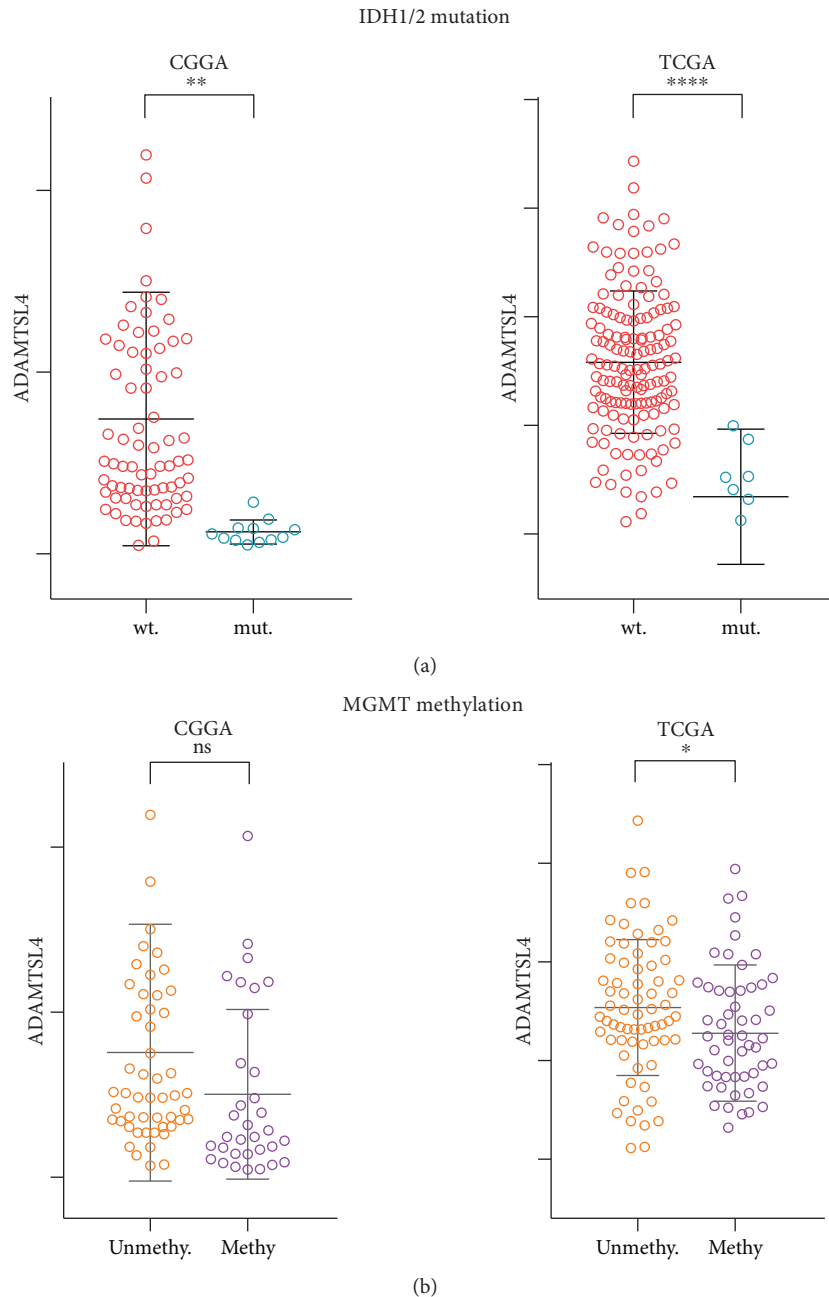 IDH1/2 mutation
CGGA
**
ADAMTSL4
wt.
mut.
TCGA
****
ADAMTSL4
wt.
mut.
(a)
MGMT methylation
CGGA
ns
ADAMTSL4
Unmethy.
Methy
TCGA
*
ADAMTSL4
Unmethy.
Methy
(b)